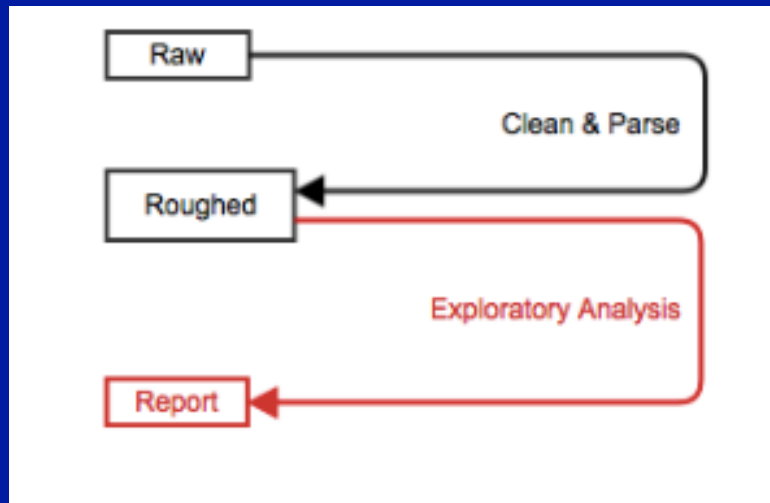 Raw
Clean & Parse
Roughed
Exploratory Analysis
Report